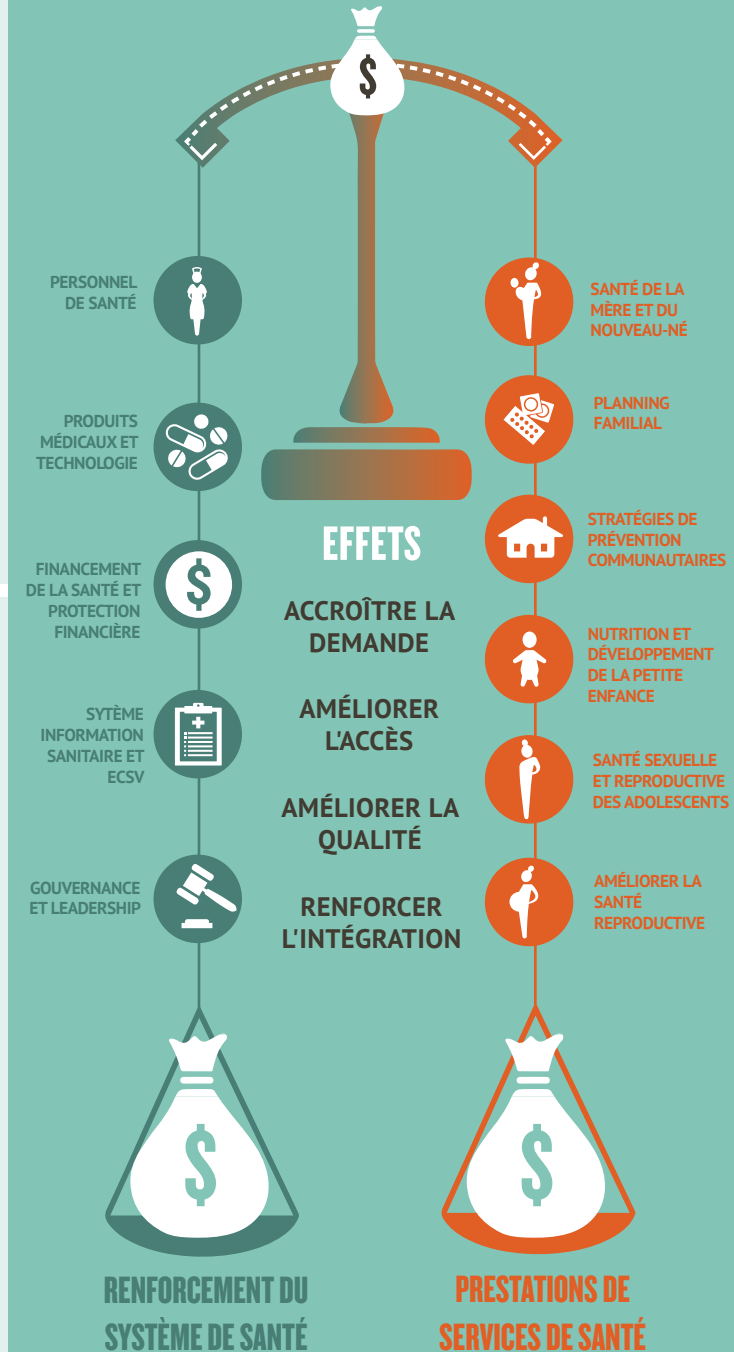 $
PERSONNEL
DE SANTÉ
PRODUITS
MÉDICAUX ET
TECHNOLOGIE
$
FINANCEMENT
DE LA SANTÉ ET
PROTECTION
FINANCIÈRE
SYTÈME
INFORMATION
SANITAIRE ET
ECSV
GOUVERNANCE
ET LEADERSHIP
EFFETS
ACCROÎTRE LA
DEMANDE
AMÉLIORER
L'ACCÈS
AMÉLIORER LA
QUALITÉ
RENFORCER
L'INTÉGRATION
SANTÉ DE LA
MÈRE ET DU
NOUVEAU-NÉ
PLANNING
FAMILIAL
STRATÉGIES DE
PRÉVENTION
COMMUNAUTAIRES
NUTRITION ET
DÉVELOPPEMENT
DE LA PETITE
ENFANCE
SANTÉ SEXUELLE
ET REPRODUCTIVE
DES ADOLESCENTS
AMÉLIORER LA
SANTÉ
REPRODUCTIVE
$
RENFORCEMENT DU
SYSTÈME DE SANTÉ
$
PRESTATIONS DE
SERVICES DE SANTÉ